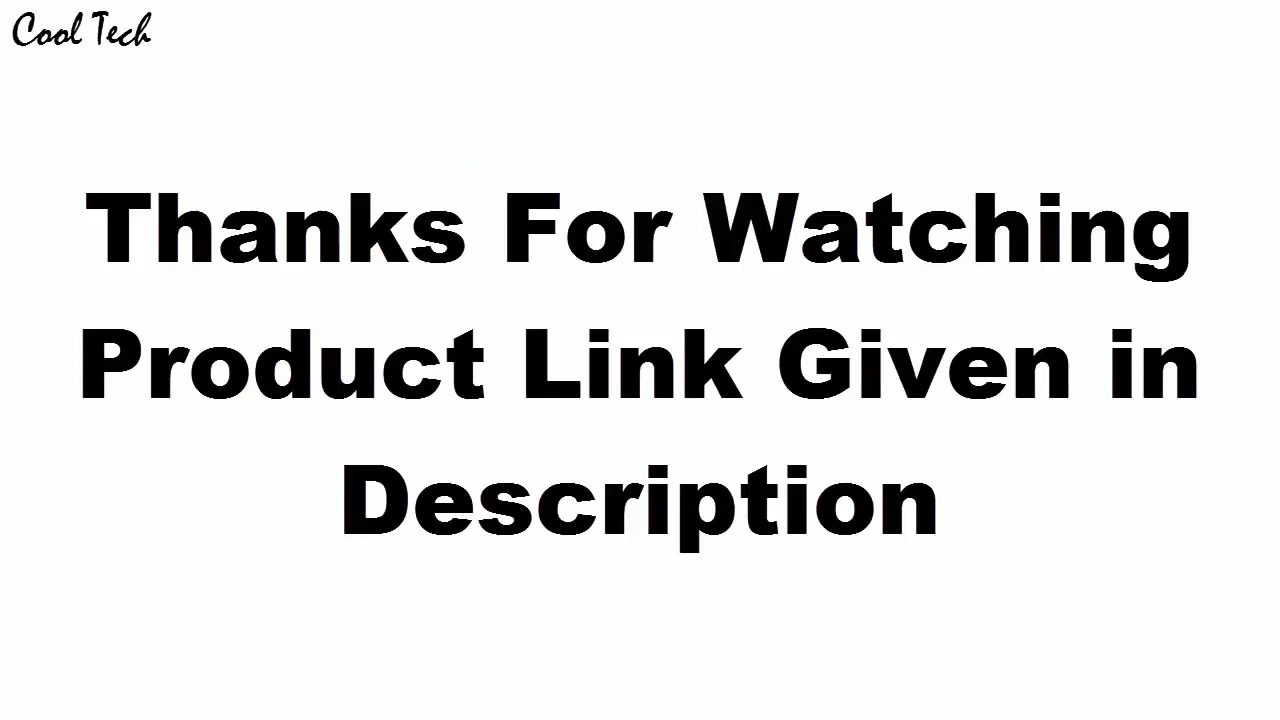 Cool Tech
Thanks For Watching
Product Link Given in
Description